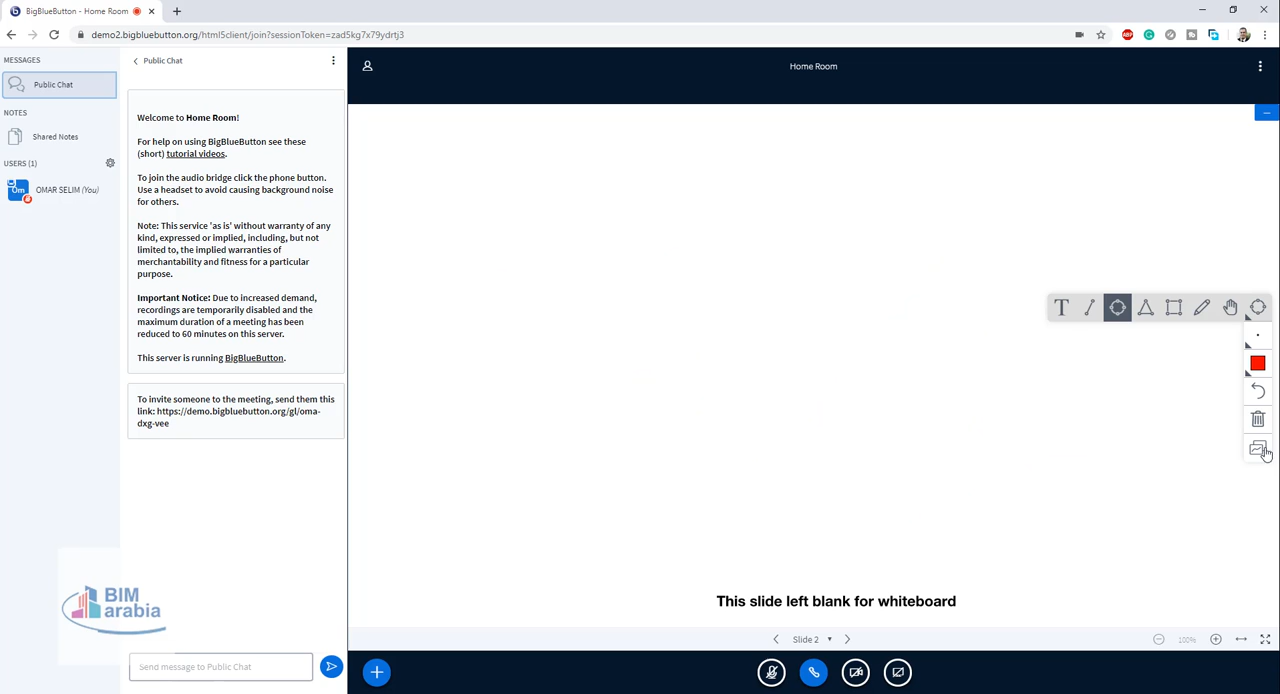 BigBlueButton - Home Room
demo2.bigbluebutton.org/html5client/join?sessionToken=zad5kg7x79ydrtj3
ABP
MESSAGES
Public Chat
NOTES
Shared Notes
USERS (1)
Om
OMAR SELIM (You)
Public Chat
Welcome to Home Room!
For help on using BigBlueButton see these
(short) tutorial videos.
To join the audio bridge click the phone button.
Use a headset to avoid causing background noise
for others.
Note: This service 'as is' without warranty of any
kind, expressed or implied, including, but not
limited to, the implied warranties of
merchantability and fitness for a particular
purpose.
Important Notice: Due to increased demand,
recordings are temporarily disabled and the
maximum duration of a meeting has been
reduced to 60 minutes on this server.
This server is running BigBlueButton.
To invite someone to the meeting, send them this
link: https://demo.bigbluebutton.org/gl/oma-
dxg-vee
Send message to Public Chat
Home Room
T
This slide left blank for whiteboard
Slide 2
100%
BIM
arabia